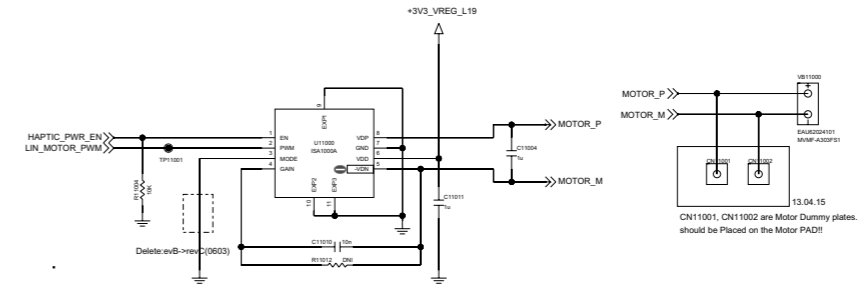 +3V3_VREG_L19
HAPTIC_PWR_EN
LIN_MOTOR_PWM
TP11001
R11004
10K
1
2
3
4
EN
PWM
MODE
GAIN
9
EXP1
U11000
ISA1000A
EXP2
EXP3
10
11
VDP
GND
VDD
-VDN
8
7
6
5
MOTOR_P
C11004
1u
MOTOR_M
C11011
1u
Delete:evB->revC(0603)
C11010
10n
R11012
DNI
VB11000
MOTOR_P
MOTOR_M
EAU62024101
MVMF-A303FS1
CN11001
CN11002
13.04.15
CN11001, CN11002 are Motor Dummy plates.
should be Placed on the Motor PAD!!